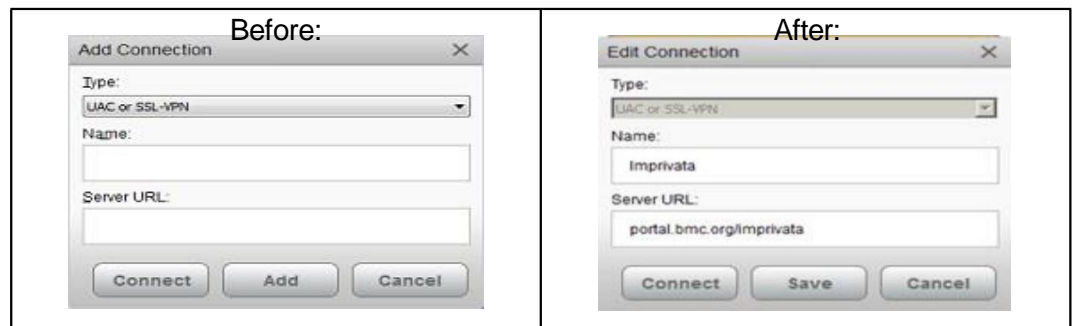 Before:
Add Connection
Type:
UAC or SSL-VPN
Name:
Server URL:
Connect Add Cancel
After:
Edit Connection
Type:
UAC or SSL-VPN
Name:
Imprivata
Server URL:
portal.bmc.org/imprivata
Connect Save Cancel